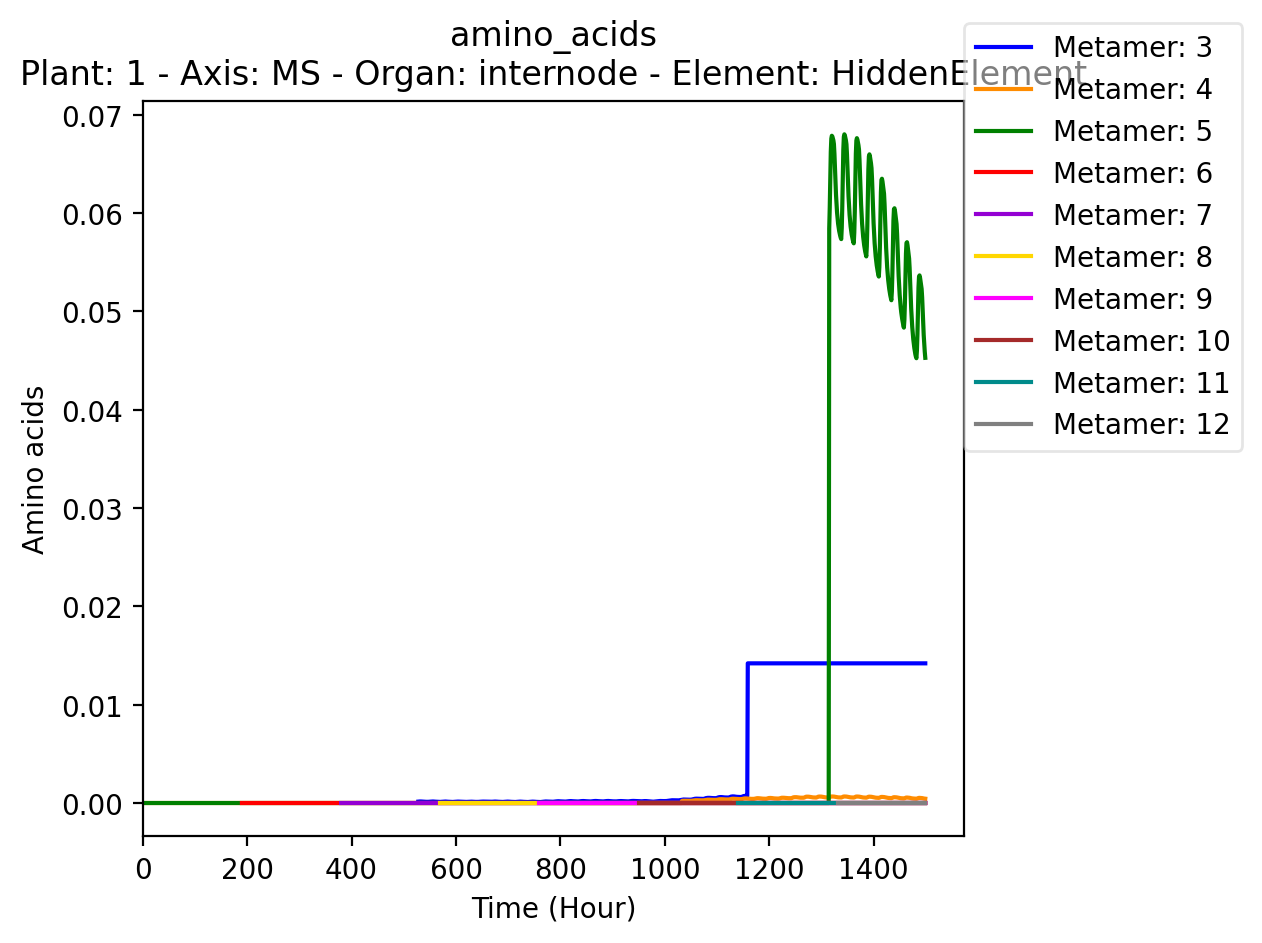 amino_acids
Plant: 1 - Axis: MS - Organ: internode - Element: HiddenElement
Metamer: 3
Metamer: 4
Metamer: 5
Metamer: 6
Metamer: 7
Metamer: 8
Metamer: 9
Metamer: 10
Metamer: 11
Metamer: 12
0.07
0.06
0.05
0.04
0.03
0.02
0.01
0.00
Amino acids
0 200 400 600 800 1000 1200 1400
Time (Hour)